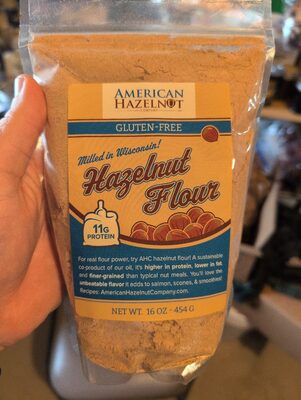 AMERICAN
HAZELNUT
COMPANY
GLUTEN-FREE
Milled in Wisconsin!
Hazelnut
Flour
11G
PROTEIN
For real flour power, try AHC hazelnut flour! A sustainable
co-product of our oil, it's higher in protein, lower in fat,
and finer-grained than typical nut meals. You'll love the
unbeatable flavor it adds to salmon, scones, & smoothies!
Recipes: AmericanHazelnutCompany.com
NET WT. 16 OZ - 454 G